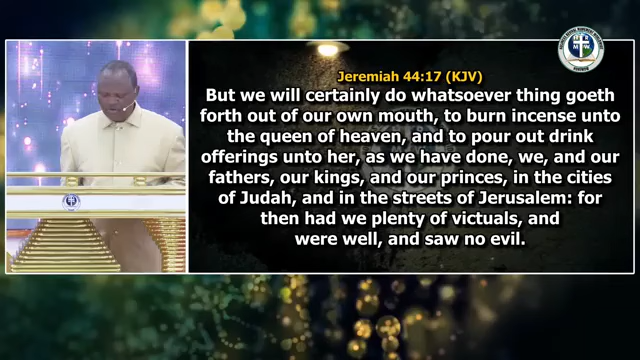 Jeremiah 44:17 (KJV)
But we will certainly do whatsoever thing goeth
forth out of our own mouth, to burn incense unto
the queen of heaven, and to pour out drink
offerings unto her, as we have done, we, and our
fathers, our kings, and our princes, in the cities
of Judah, and in the streets of Jerusalem: for
then had we plenty of victuals, and
were well, and saw no evil.